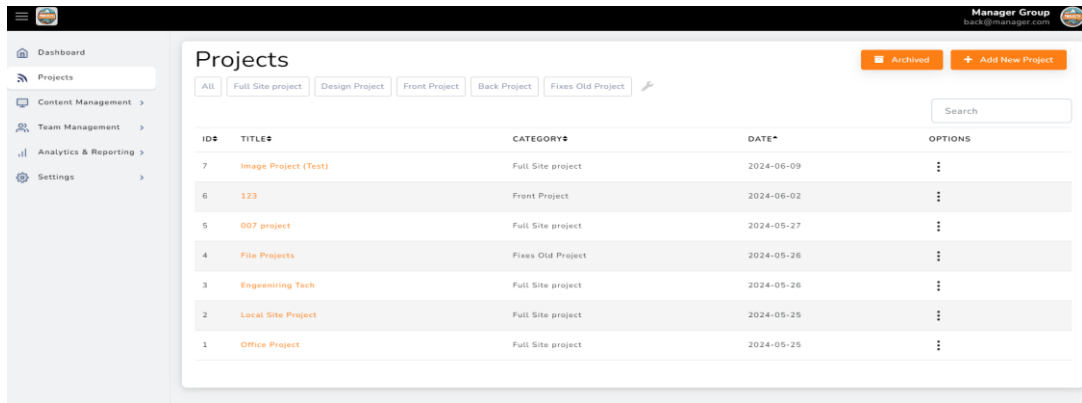 Manager Group
back@manager.com
Dashboard
Projects
Content Management
Team Management
Analytics & Reporting
Settings
Projects
Archived
Add New Project
All
Full Site project
Design Project
Front Project
Back Project
Fixes Old Project
Search
ID TITLE CATEGORY DATE OPTIONS
7 Image Project (Test) Full Site project 2024-06-09
6 123 Front Project 2024-06-02
5 007 project Full Site project 2024-05-27
4 File Projects Fixes Old Project 2024-05-26
3 Engeeniring Tech Full Site project 2024-05-26
2 Local Site Project Full Site project 2024-05-25
1 Office Project Full Site project 2024-05-25